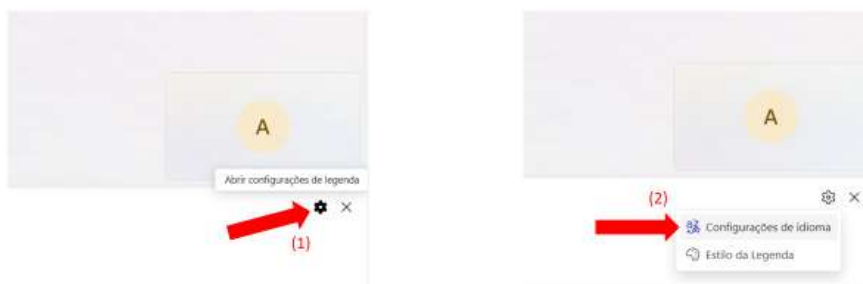 A
Abrir configurações de legenda
(1)
A
(2)
Configurações de idioma
Estilo da Legenda